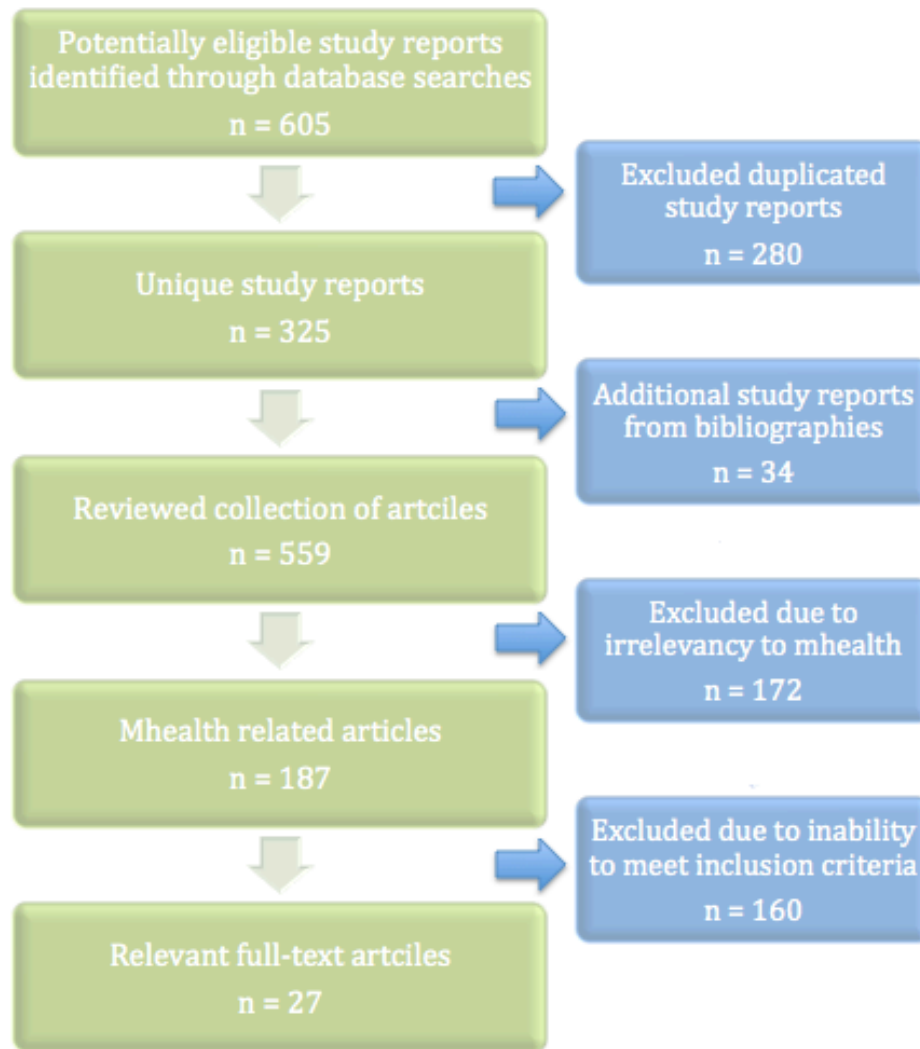 Potentially eligible study reports
identified through database searches
n = 605
Excluded duplicated
study reports
n = 280
Unique study reports
n = 325
Additional study reports
from bibliographies
n = 34
Reviewed collection of artciles
n = 559
Excluded due to
irrelevancy to mhealth
n = 172
Mhealth related articles
n = 187
Excluded due to inability
to meet inclusion criteria
n = 160
Relevant full-text artciles
n = 27